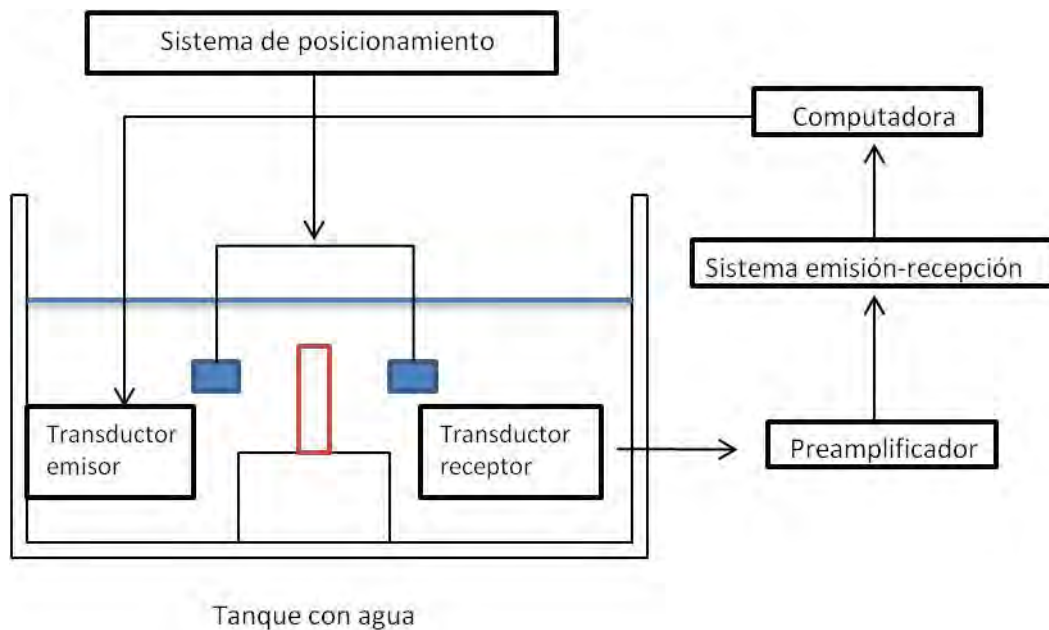 Sistema de posicionamiento
Computadora
Sistema emisión-recepción
Transductor
emisor
Transductor
receptor
Preamplificador
Tanque con agua